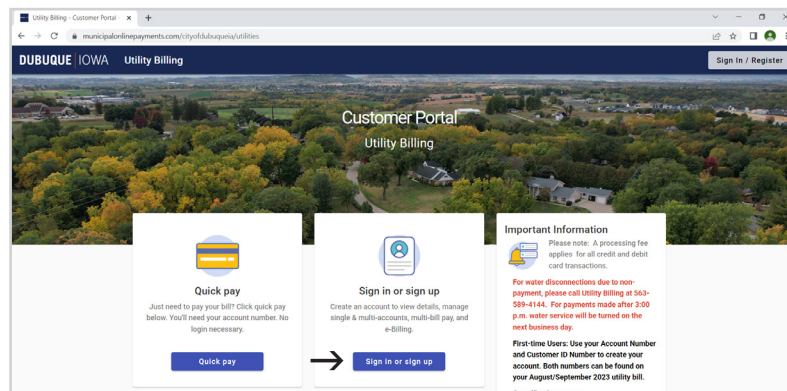 Utility Billing - Customer Portal
municipalonlinepayments.com/cityofdubuqueia/utilities
DUBUQUE IOWA Utility Billing
Sign In / Register
Customer Portal
Utility Billing
Quick pay
Just need to pay your bill? Click quick pay
below. You'll need your account number. No
login necessary.
Quick pay
Sign in or sign up
Create an account to view details, manage
single & multi-accounts, multi-bill pay, and
e-Billing.
Sign in or sign up
Important Information
Please note: A processing fee
applies for all credit and debit
card transactions.
For water disconnections due to non-
payment, please call Utility Billing at 563-
589-4144. For payments made after 3:00
p.m. water service will be turned on the
next business day.
First-time Users: Use your Account Number
and Customer ID Number to create your
account. Both numbers can be found on
your August/September 2023 utility bill.